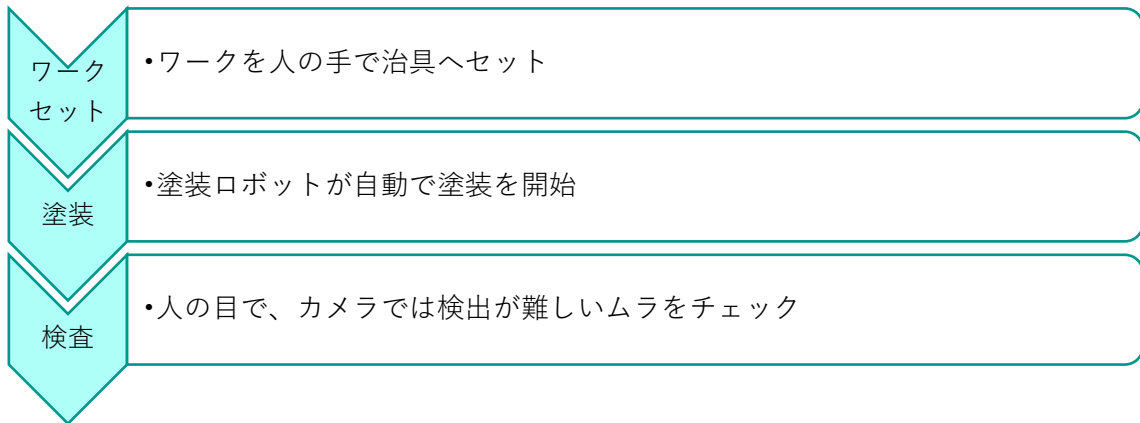 ワーク
セット
•ワークを人の手で治具へセット
塗装
•塗装ロボットが自動で塗装を開始
検査
•人の目で、カメラでは検出が難しいムラをチェック